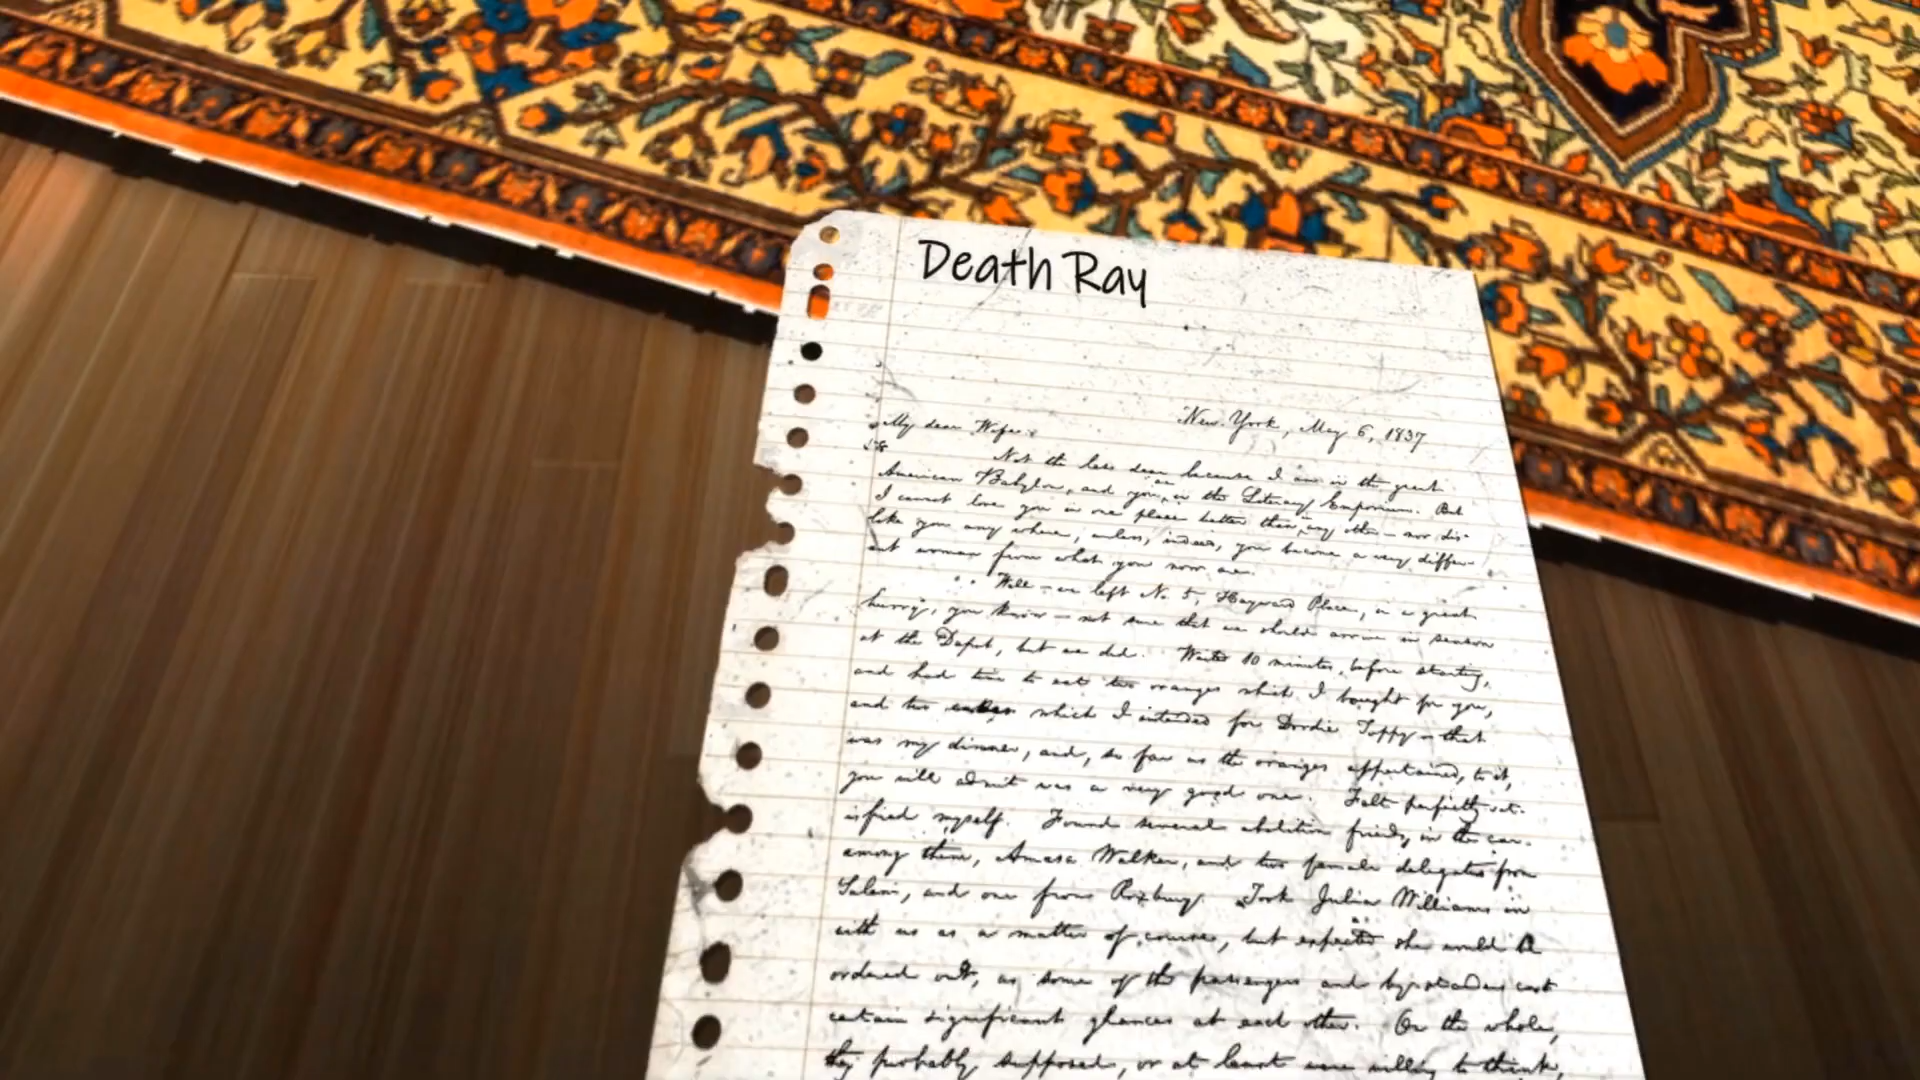 Death Ray
New York, May 6, 1837
My dear Wife:
Not the less dear because I am in the great
American Babylon, and you in the Literary Emporium. But
I cannot love you in one place better than any other – nor dis-
like you any where, unless, indeed, you become a very differ-
ent woman from what you now are.
Well – we left No. 5, Hayward Place, in a great
hurry, you know – not sure that we should arrive in season
at the Depot, but we did. Waited 10 minutes, before starting,
and had time to eat two oranges which I bought for you,
and two cakes which I intended for Dordie Toppy – that
was my dinner, and, so far as the oranges appertained, to it,
you will admit was a very good one. Felt perfectly sat-
isfied myself. Found several abolition friends in the car.
among them, Amasa Walker, and two female delegates from
Salem, and one from Roxbury. Took Julia Williams in
with us as a matter of course, but expected she would be
ordered out, as some of the passengers and bystanders cast
certain significant glances at each other. On the whole,
they probably supposed, or at least were willing to think,